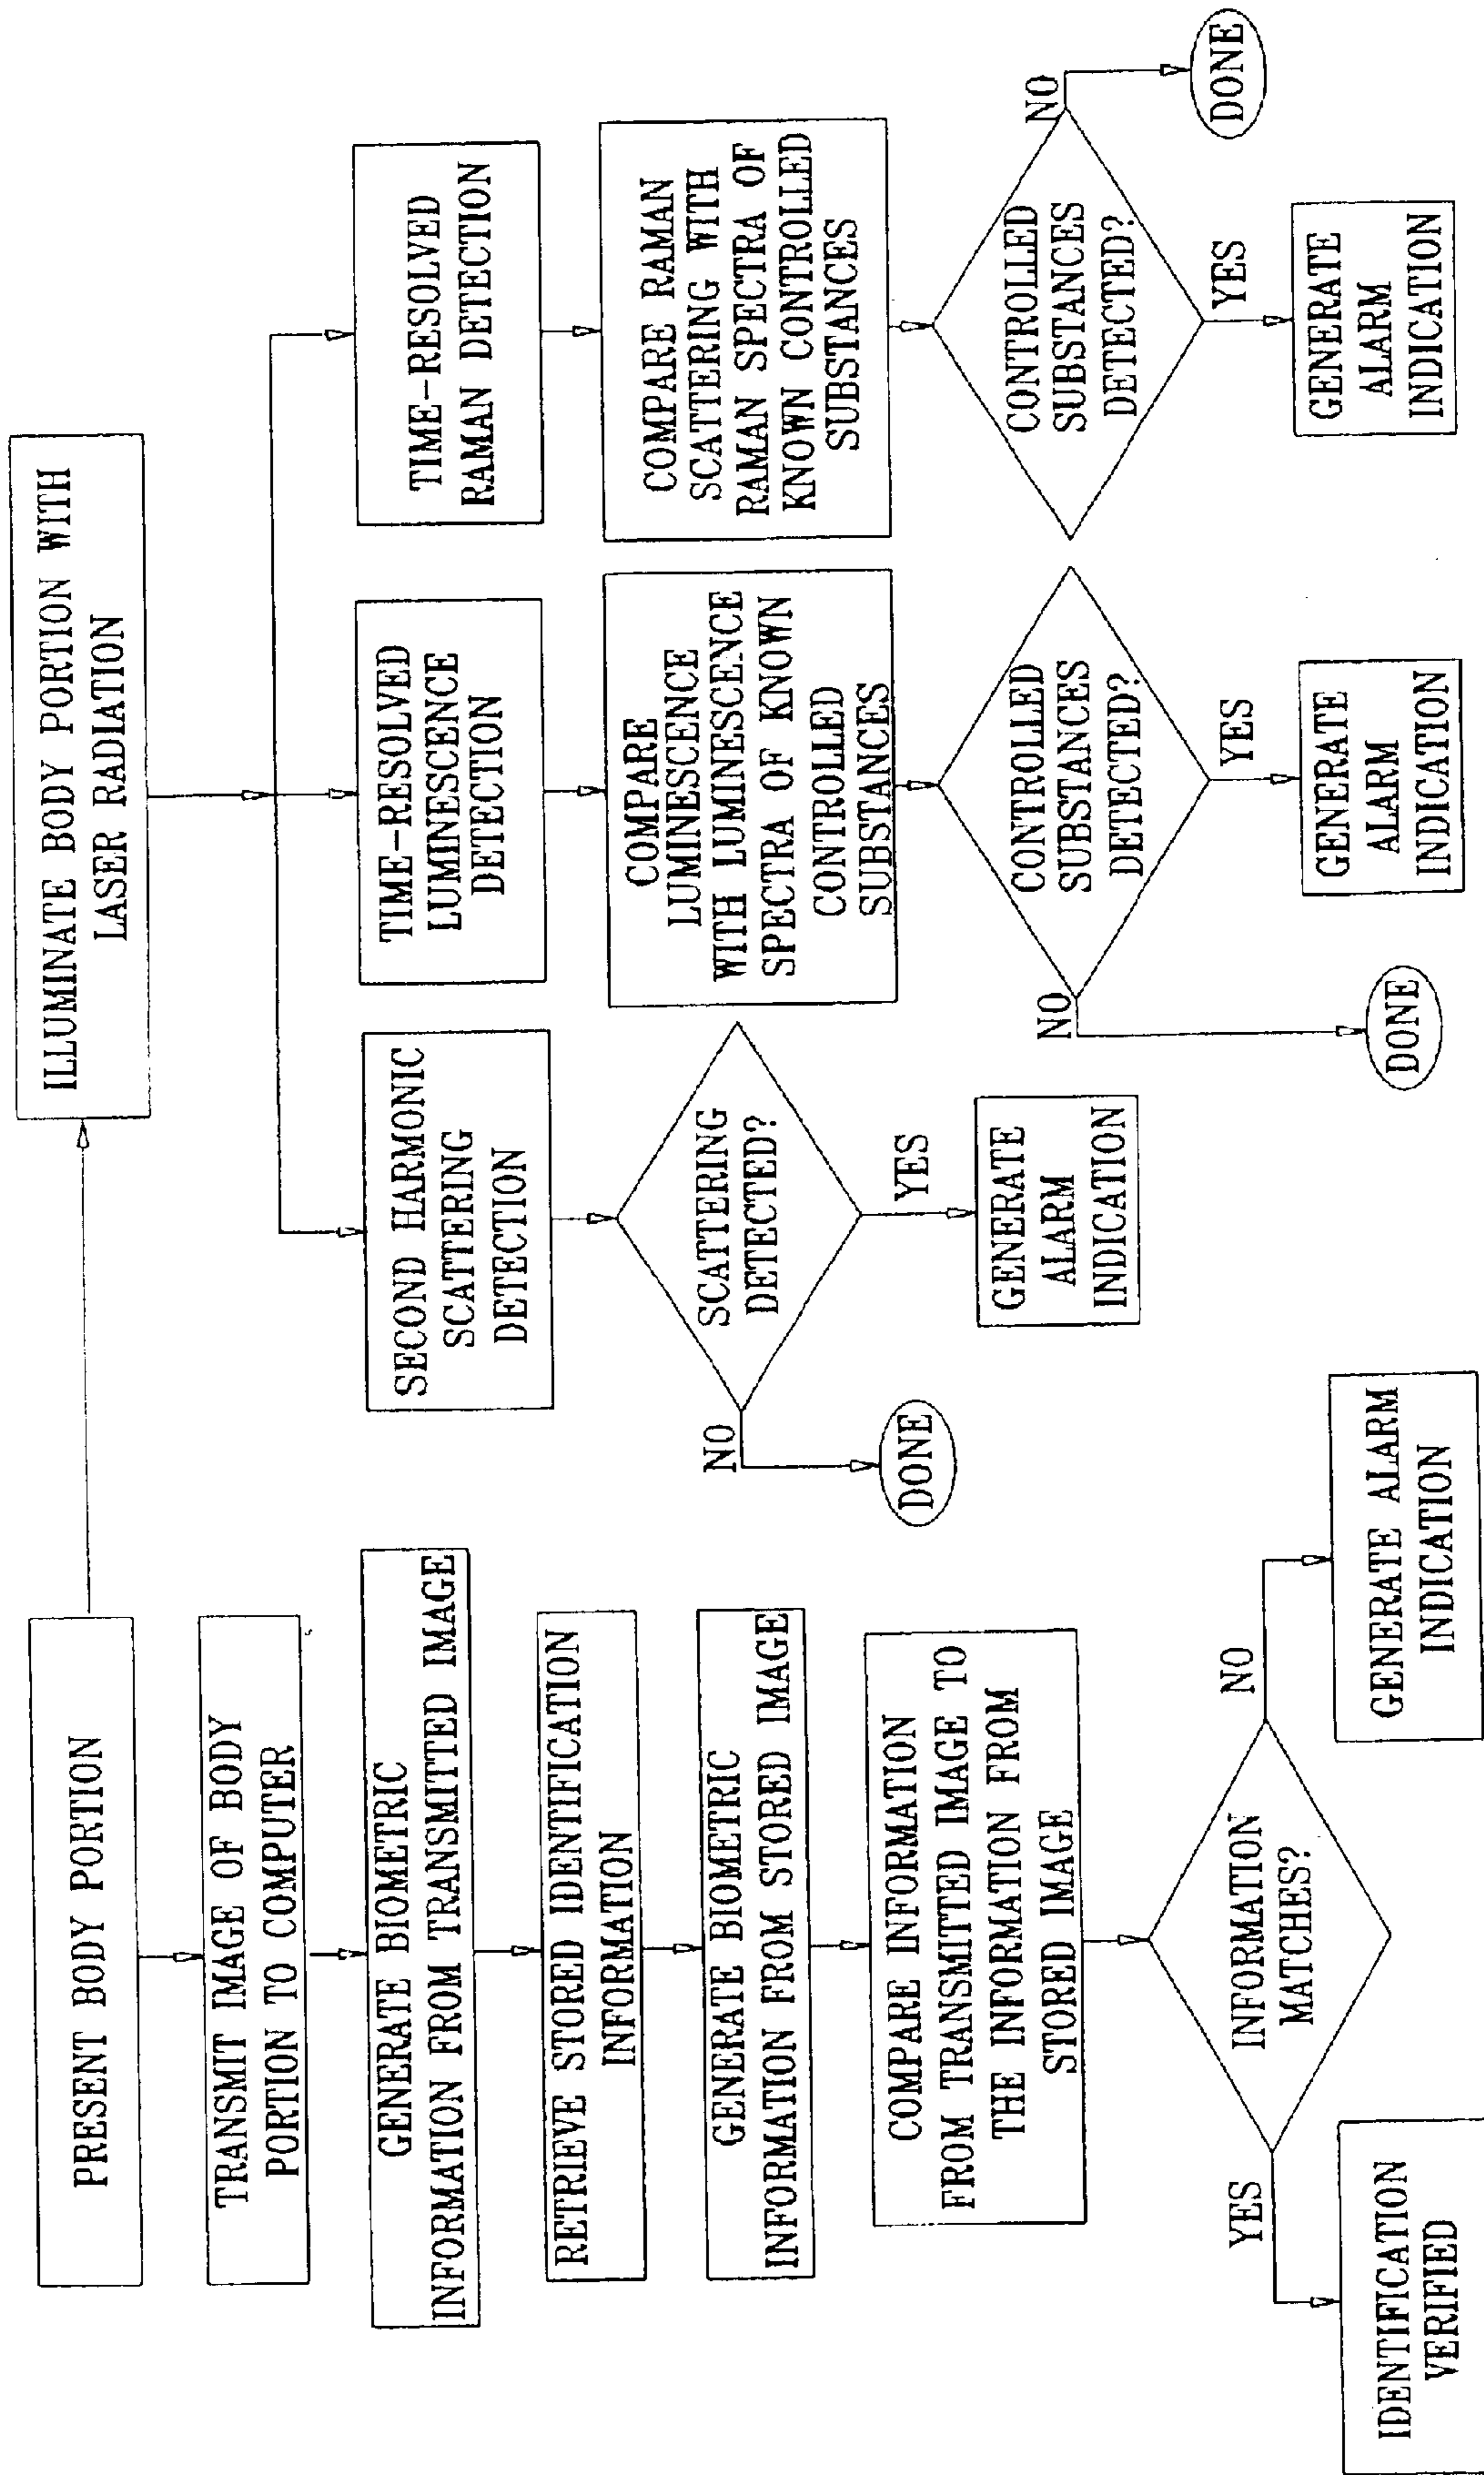 PRESENT BODY PORTION
TRANSMIT IMAGE OF BODY
PORTION TO COMPUTER
GENERATE BIOMETRIC
INFORMATION FROM TRANSMITTED IMAGE
RETRIEVE STORED IDENTIFICATION
INFORMATION
GENERATE BIOMETRIC
INFORMATION FROM STORED IMAGE
COMPARE INFORMATION
FROM TRANSMITTED IMAGE TO
THE INFORMATION FROM
STORED IMAGE
INFORMATION
MATCHES?
YES
IDENTIFICATION
VERIFIED
NO
GENERATE ALARM
INDICATION
ILLUMINATE BODY PORTION WITH
LASER RADIATION
SECOND HARMONIC
SCATTERING
DETECTION
SCATTERING
DETECTED?
NO
DONE
YES
GENERATE
ALARM
INDICATION
TIME-RESOLVED
LUMINESCENCE
DETECTION
COMPARE
LUMINESCENCE
WITH LUMINESCENCE
SPECTRA OF KNOWN
CONTROLLED
SUBSTANCES
CONTROLLED
SUBSTANCES
DETECTED?
NO
DONE
YES
GENERATE
ALARM
INDICATION
TIME-RESOLVED
RAMAN DETECTION
COMPARE RAMAN
SCATTERING WITH
RAMAN SPECTRA OF
KNOWN CONTROLLED
SUBSTANCES
CONTROLLED
SUBSTANCES
DETECTED?
NO
DONE
YES
GENERATE
ALARM
INDICATION